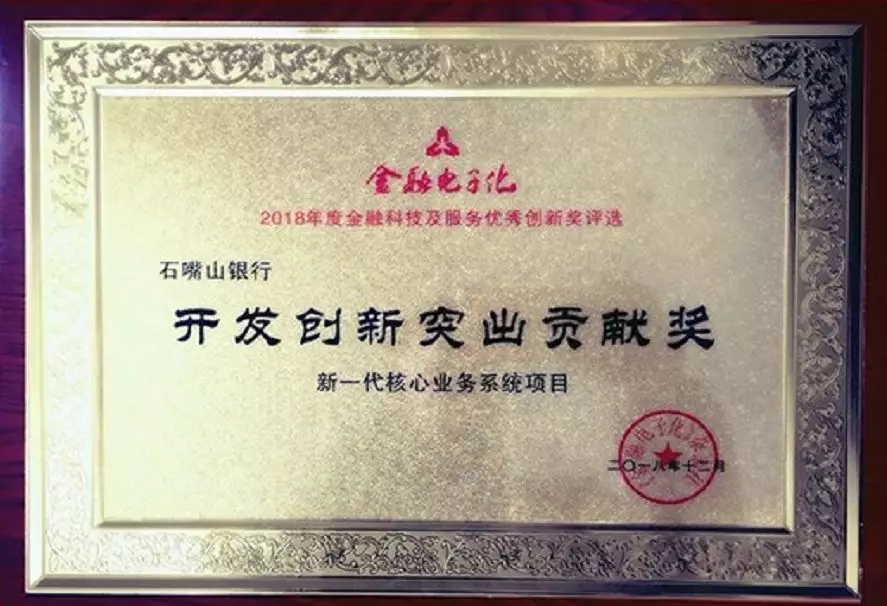 金融电子化
2018年度金融科技及服务优秀创新奖评选
石嘴山银行
开发创新突出贡献奖
新一代核心业务系统项目
二〇一八年十二月